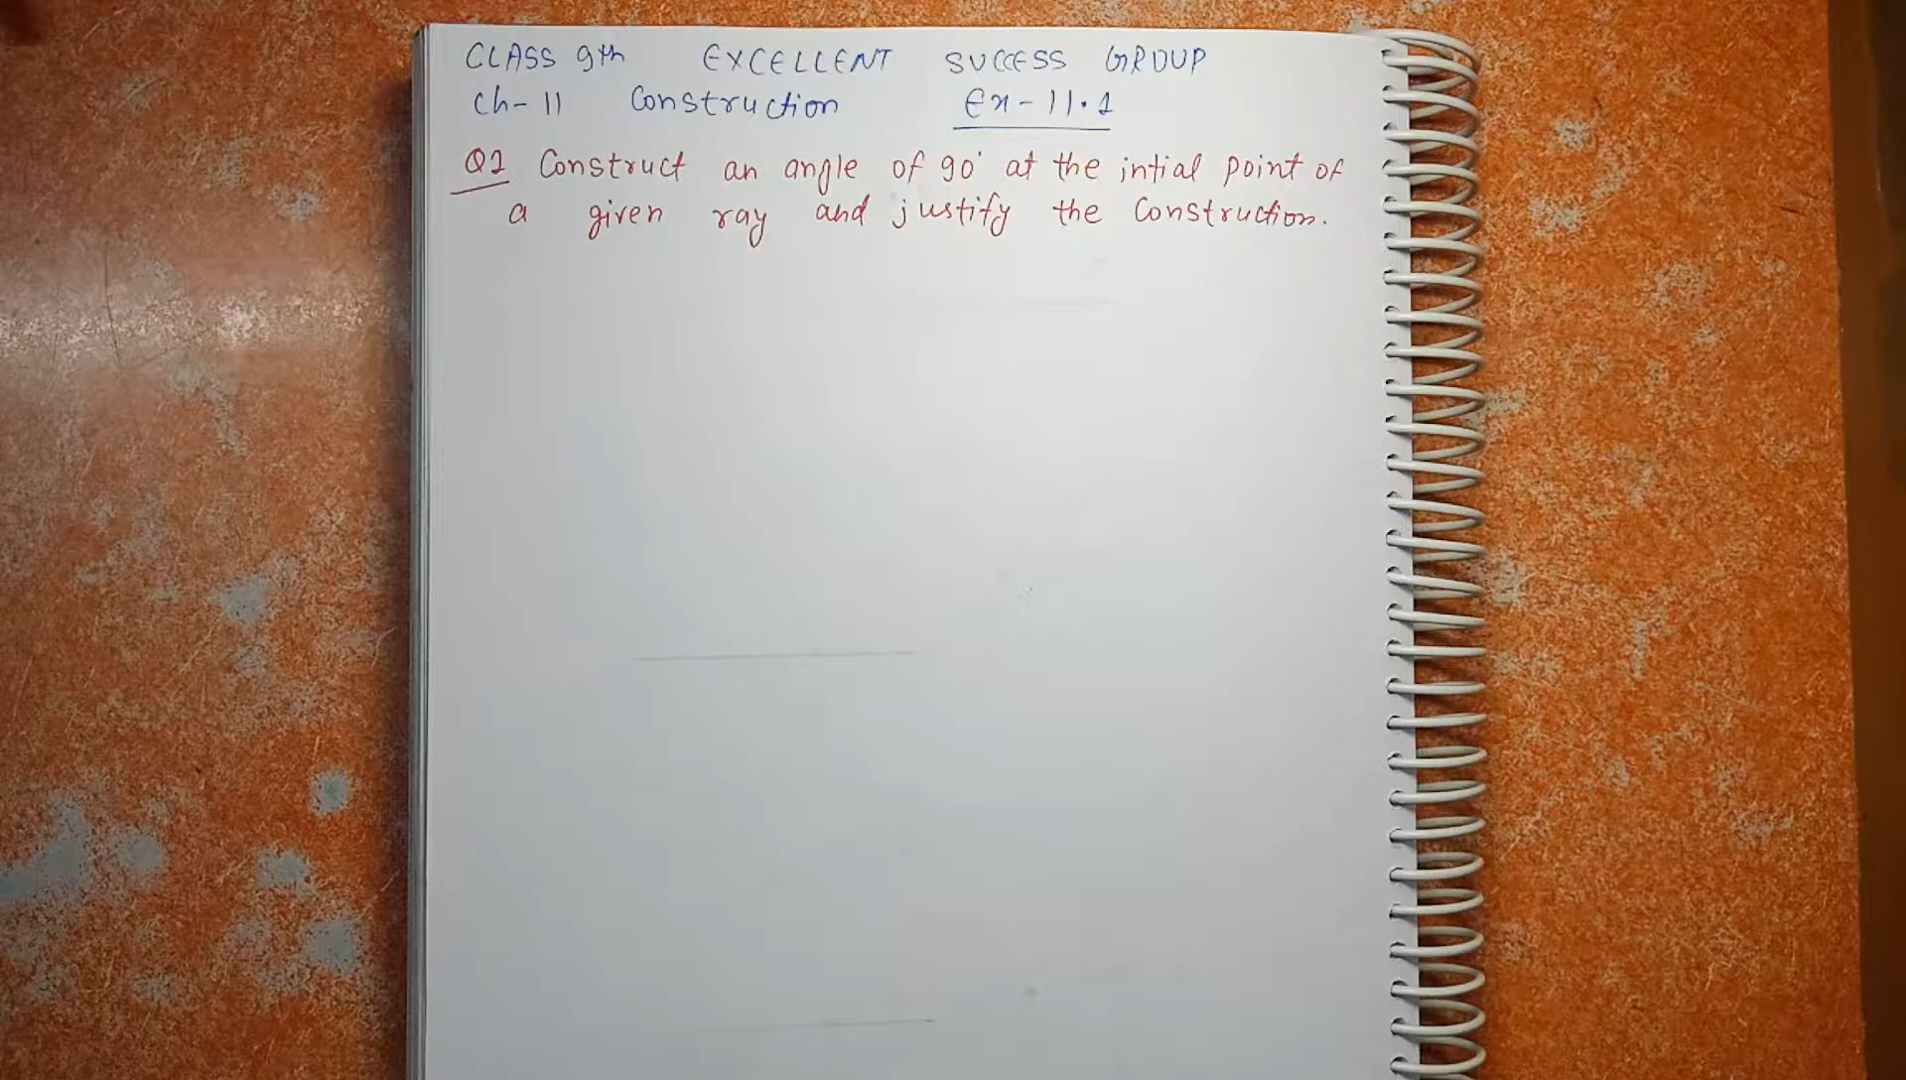 CLASS 9th EXCELLENT SUCCESS GROUP
Ch-11 Construction Ex-11.1
Q1 Construct an angle of 90° at the intial point of
a given ray and justify the Construction.